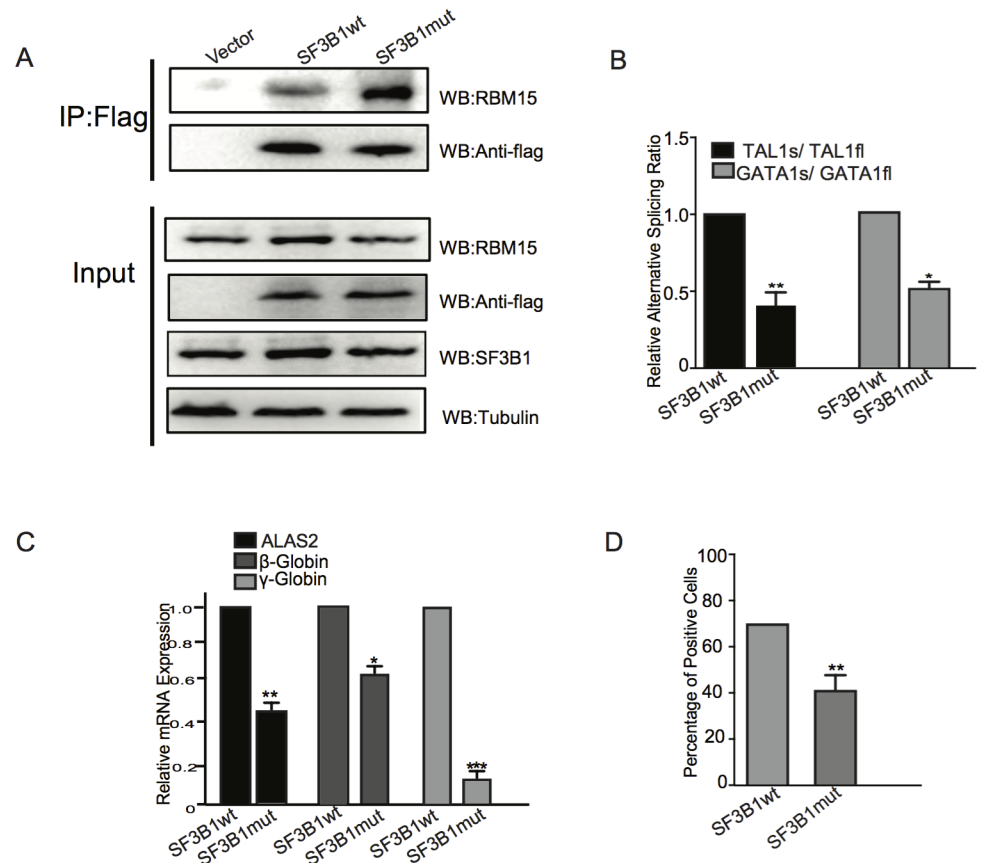 A
Vector
SF3B1wt
SF3B1mut
IP:Flag
WB:RBM15
WB:Anti-flag
Input
WB:RBM15
WB:Anti-flag
WB:SF3B1
WB:Tubulin
B
Relative Alternative Splicing Ratio
1.5
1.0
0.5
0
TAL1s/ TAL1fl
GATA1s/ GATA1fl
**
*
SF3B1wt
SF3B1mut
SF3B1wt
SF3B1mut
C
ALAS2
β-Globin
γ-Globin
Relative mRNA Expression
1.0
0.8
0.6
0.4
0.2
0
**
*
***
SF3B1wt
SF3B1mut
SF3B1wt
SF3B1mut
SF3B1wt
SF3B1mut
D
Percentage of Positive Cells
100
80
60
40
20
0
**
SF3B1wt
SF3B1mut